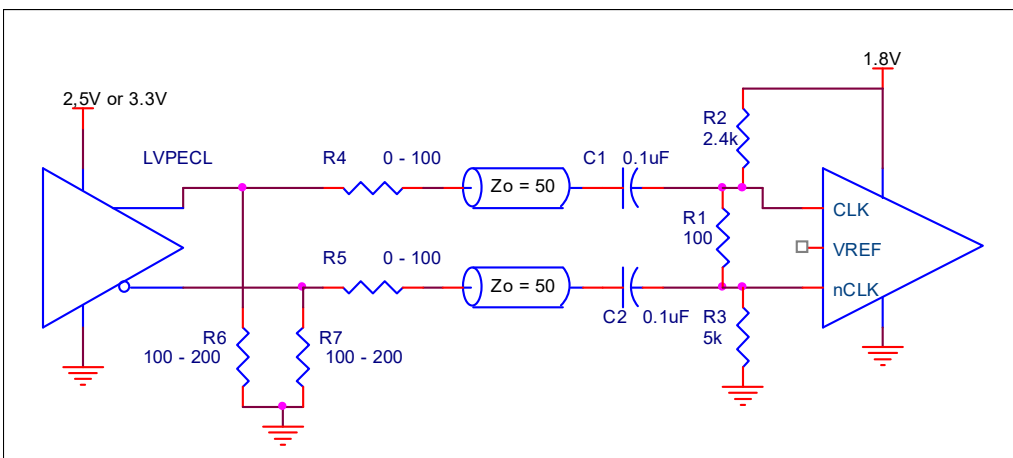 2,5V or 3.3V
LVPECL
R4 0 - 100
Zo = 50
C1 0.1uF
1.8V
R2
2.4k
R1
100
CLK
VREF
nCLK
R5 0 - 100
Zo = 50
C2 0.1uF
R3
5k
R6
100 - 200
R7
100 - 200